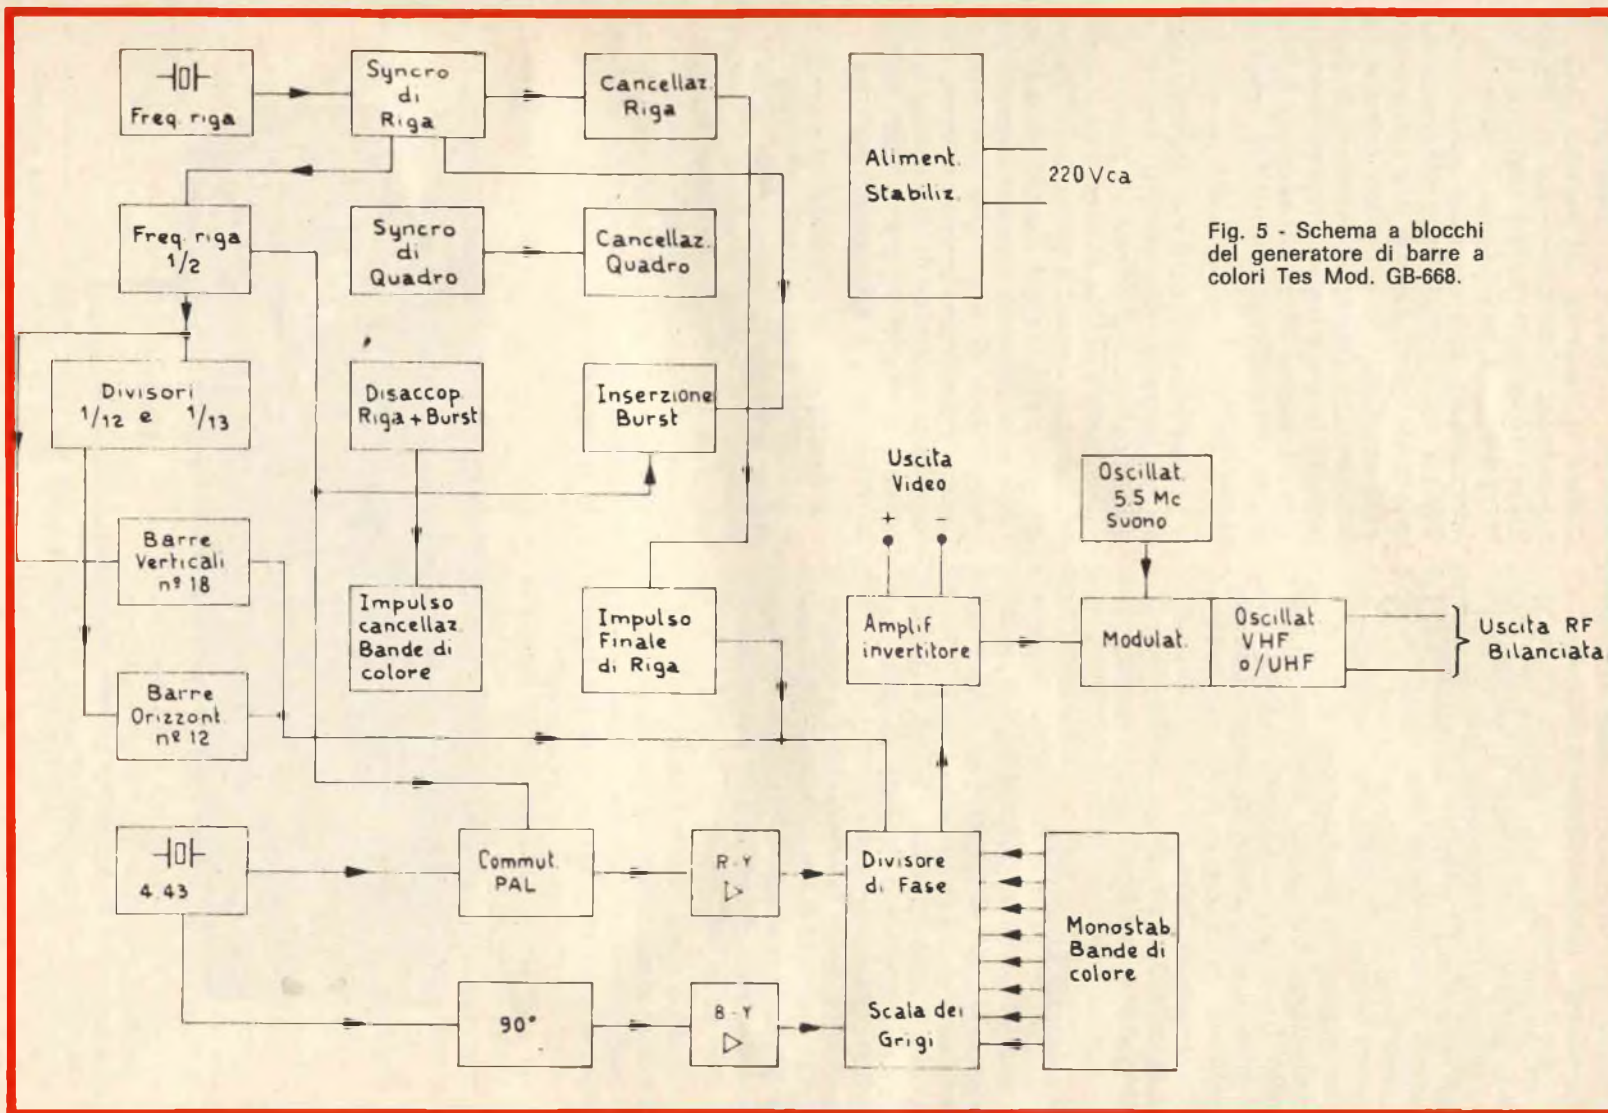 Freq. riga
Syncro
di
Riga
Cancellaz.
Riga
Aliment.
Stabiliz.
220 Vca
Freq. riga
1/2
Syncro
di
Quadro
Cancellaz.
Quadro
Fig. 5 - Schema a blocchi
del generatore di barre a
colori Tes Mod. GB-668.
Divisori
1/12 e 1/13
Disaccop.
Riga + Burst
Inserzione
Burst
Uscita
Video
+ -
Oscillat.
5.5 Mc
Suono
Barre
Verticali
nº 18
Impulso
cancellaz.
Bande di
colore
Impulso
Finale
di Riga
Amplif
invertitore
Modulat.
Oscillat.
VHF
o/UHF
Uscita RF
Bilanciata
Barre
Orizzont.
nº 12
4.43
Commut.
PAL
R-Y
Divisore
di Fase
Monostab.
Bande di
colore
90°
B-Y
Scala dei
Grigi